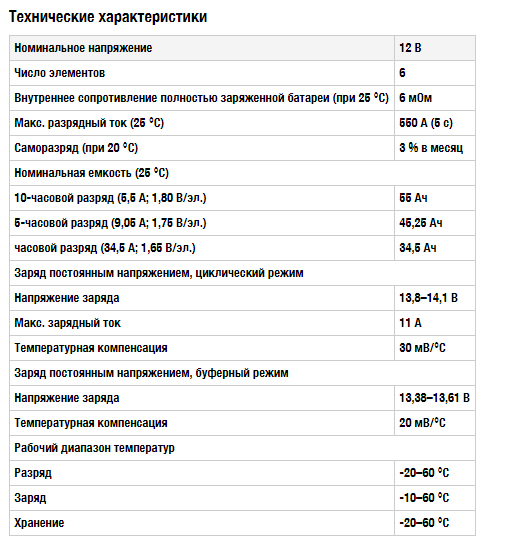 Технические характеристики
Номинальное напряжение 12 В
Число элементов 6
Внутреннее сопротивление полностью заряженной батареи (при 25 °C) 6 мОм
Макс. разрядный ток (25 °C) 550 А (5 с)
Саморазряд (при 20 °C) 3 % в месяц
Номинальная емкость (25 °C)
10-часовой разряд (5,5 А; 1,80 В/эл.) 55 Ач
5-часовой разряд (9,05 А; 1,75 В/эл.) 45,25 Ач
часовой разряд (34,5 А; 1,65 В/эл.) 34,5 Ач
Заряд постоянным напряжением, циклический режим
Напряжение заряда 13,8–14,1 В
Макс. зарядный ток 11 А
Температурная компенсация 30 мВ/°C
Заряд постоянным напряжением, буферный режим
Напряжение заряда 13,38–13,61 В
Температурная компенсация 20 мВ/°C
Рабочий диапазон температур
Разряд -20–60 °C
Заряд -10–60 °C
Хранение -20–60 °C